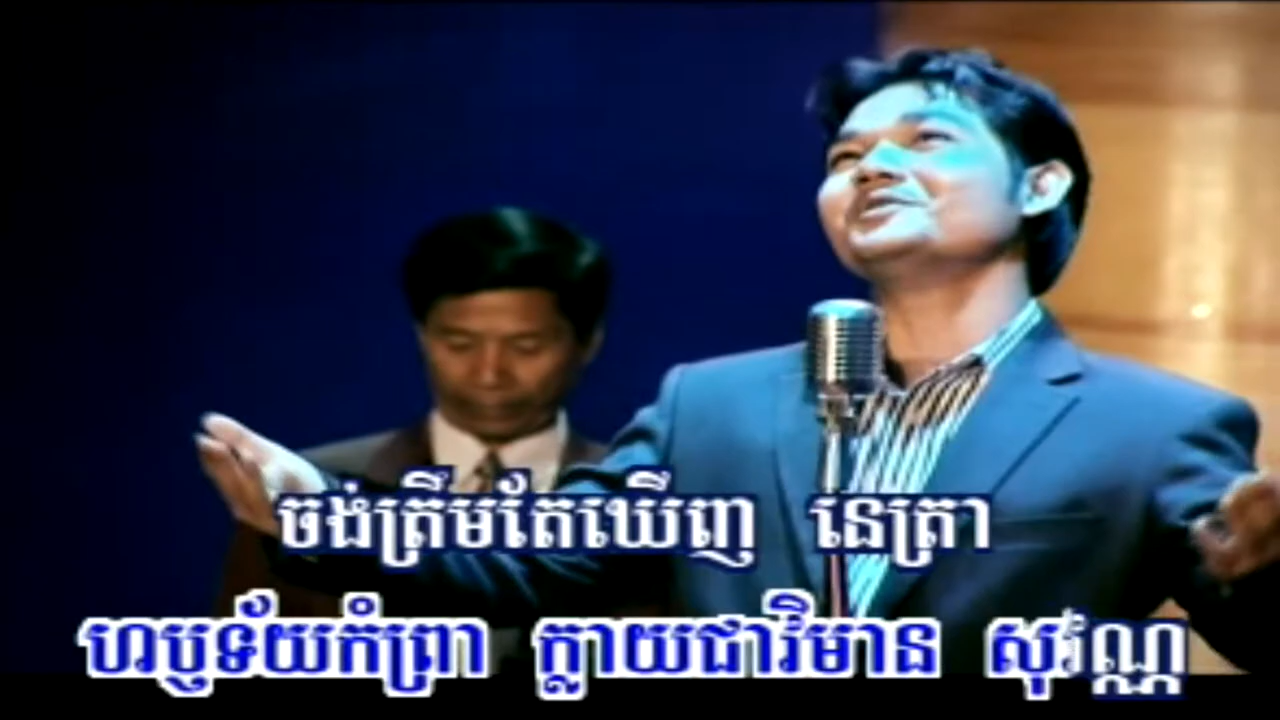 ចង់ត្រឹមតែឃើញ នេត្រា
ហឫទ័យកំព្រា ក្លាយជាវិមាន សុវណ្ណ